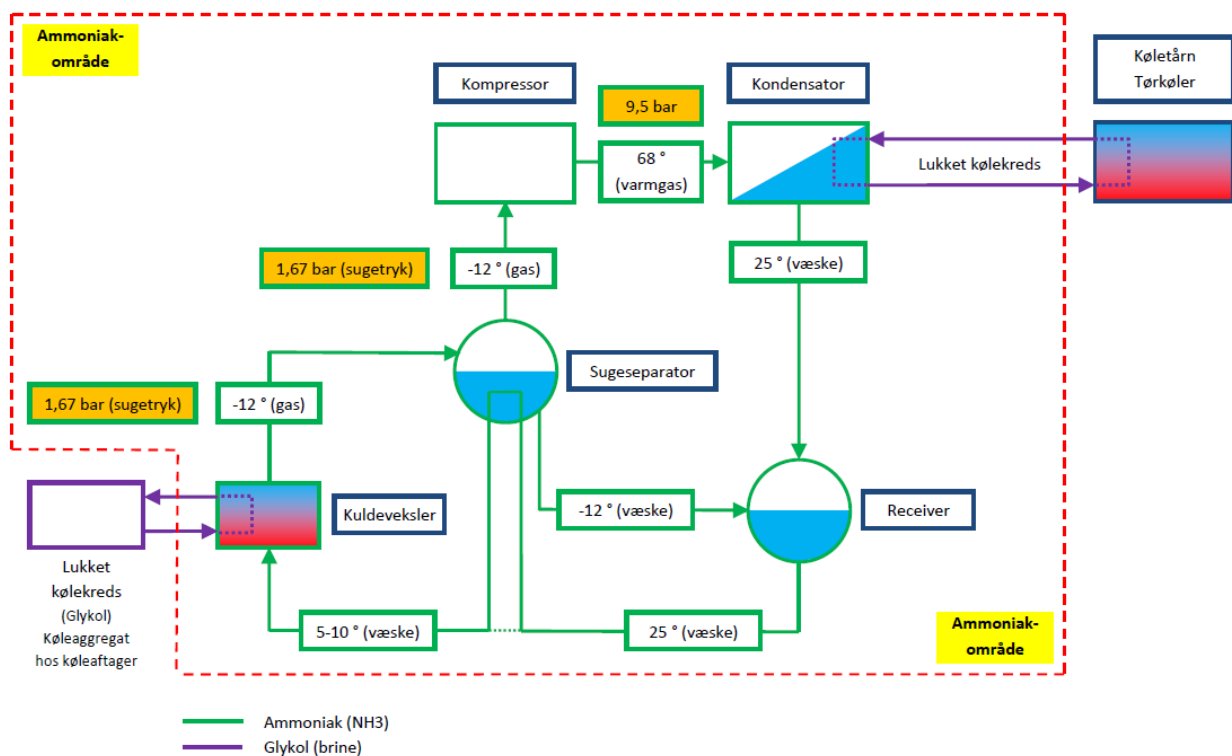 Ammoniak-
område
Kompressor
Kondensator
Køletårn
Tørkøler
9,5 bar
68 °
(varmgas)
Lukket kølekreds
1,67 bar (sugetryk)
-12 ° (gas)
25 ° (væske)
Sugeseparator
1,67 bar (sugetryk)
-12 ° (gas)
Kuldeveksler
-12 ° (væske)
Receiver
Lukket
kølekreds
(Glykol)
Køleaggregat
hos køleaftager
5-10 ° (væske)
25 ° (væske)
Ammoniak-
område
Ammoniak (NH3)
Glykol (brine)